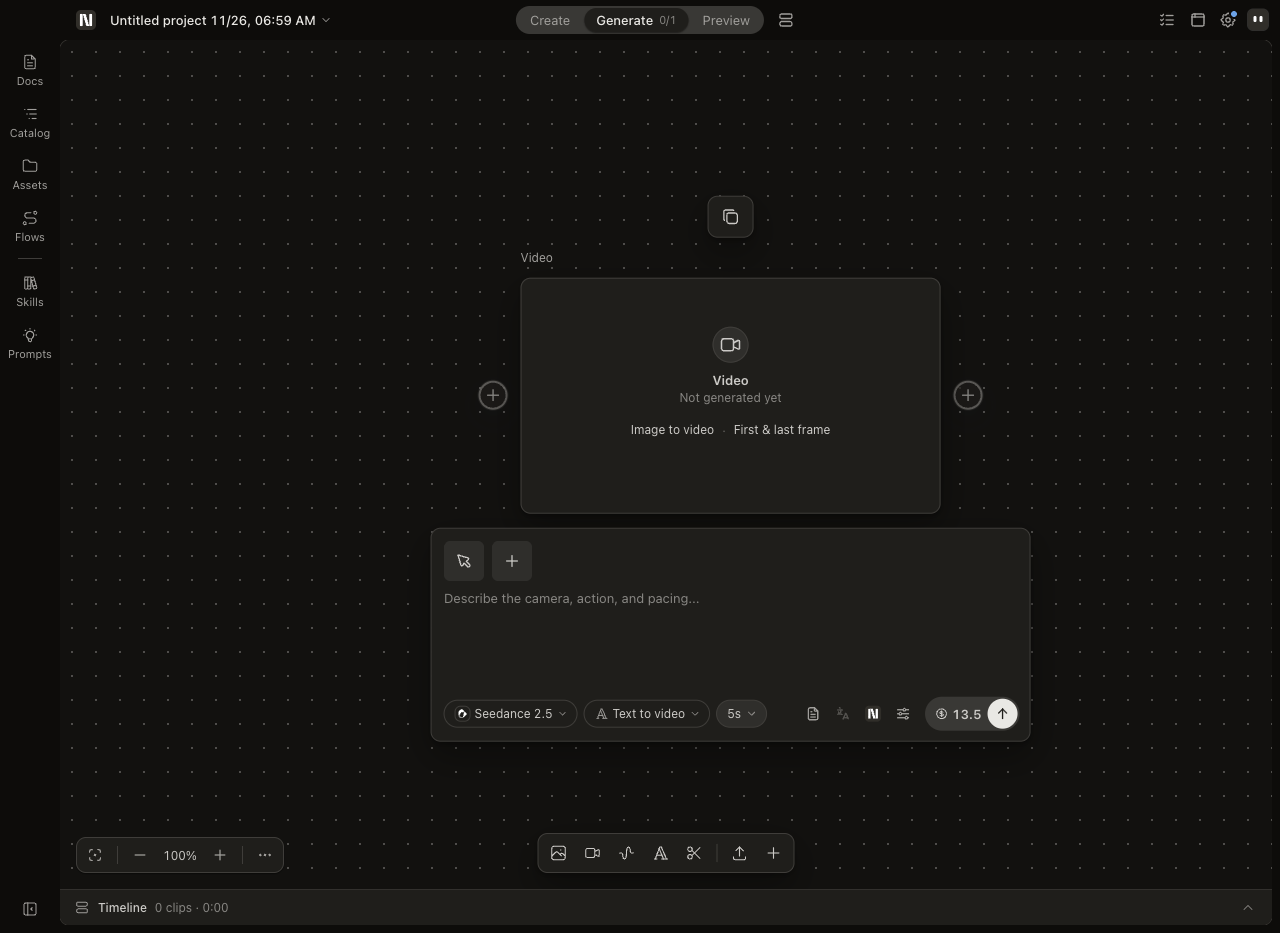 Untitled project 11/26, 06:59 AM
Create
Generate 0/1
Preview
Docs
Catalog
Assets
Flows
Skills
Prompts
Video
Video
Not generated yet
Image to video · First & last frame
Describe the camera, action, and pacing...
Seedance 2.5
Text to video
5s
13.5
100%
Timeline 0 clips · 0:00